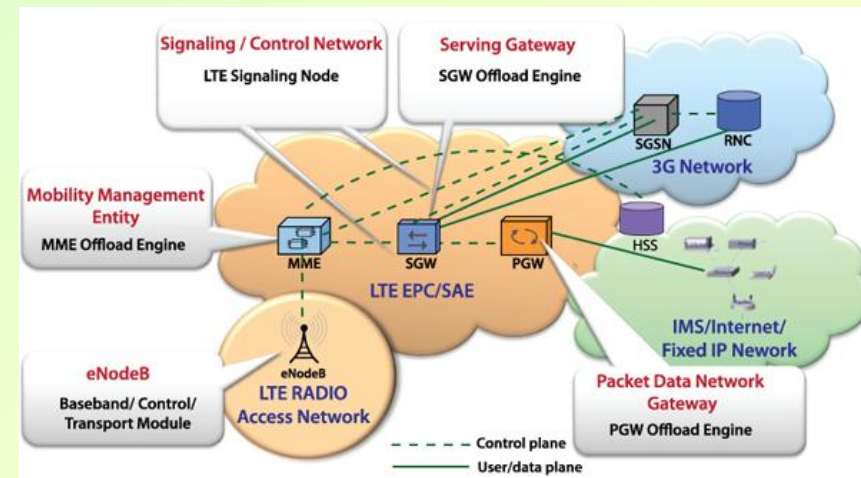 Signaling / Control Network
LTE Signaling Node
Serving Gateway
SGW Offload Engine
SGSN
RNC
3G Network
Mobility Management
Entity
MME Offload Engine
HSS
MME
SGW
PGW
LTE EPC/SAE
IMS/Internet/
Fixed IP Nework
eNodeB
Baseband/ Control/
Transport Module
eNodeB
LTE RADIO
Access Network
Packet Data Network
Gateway
PGW Offload Engine
Control plane
User/data plane